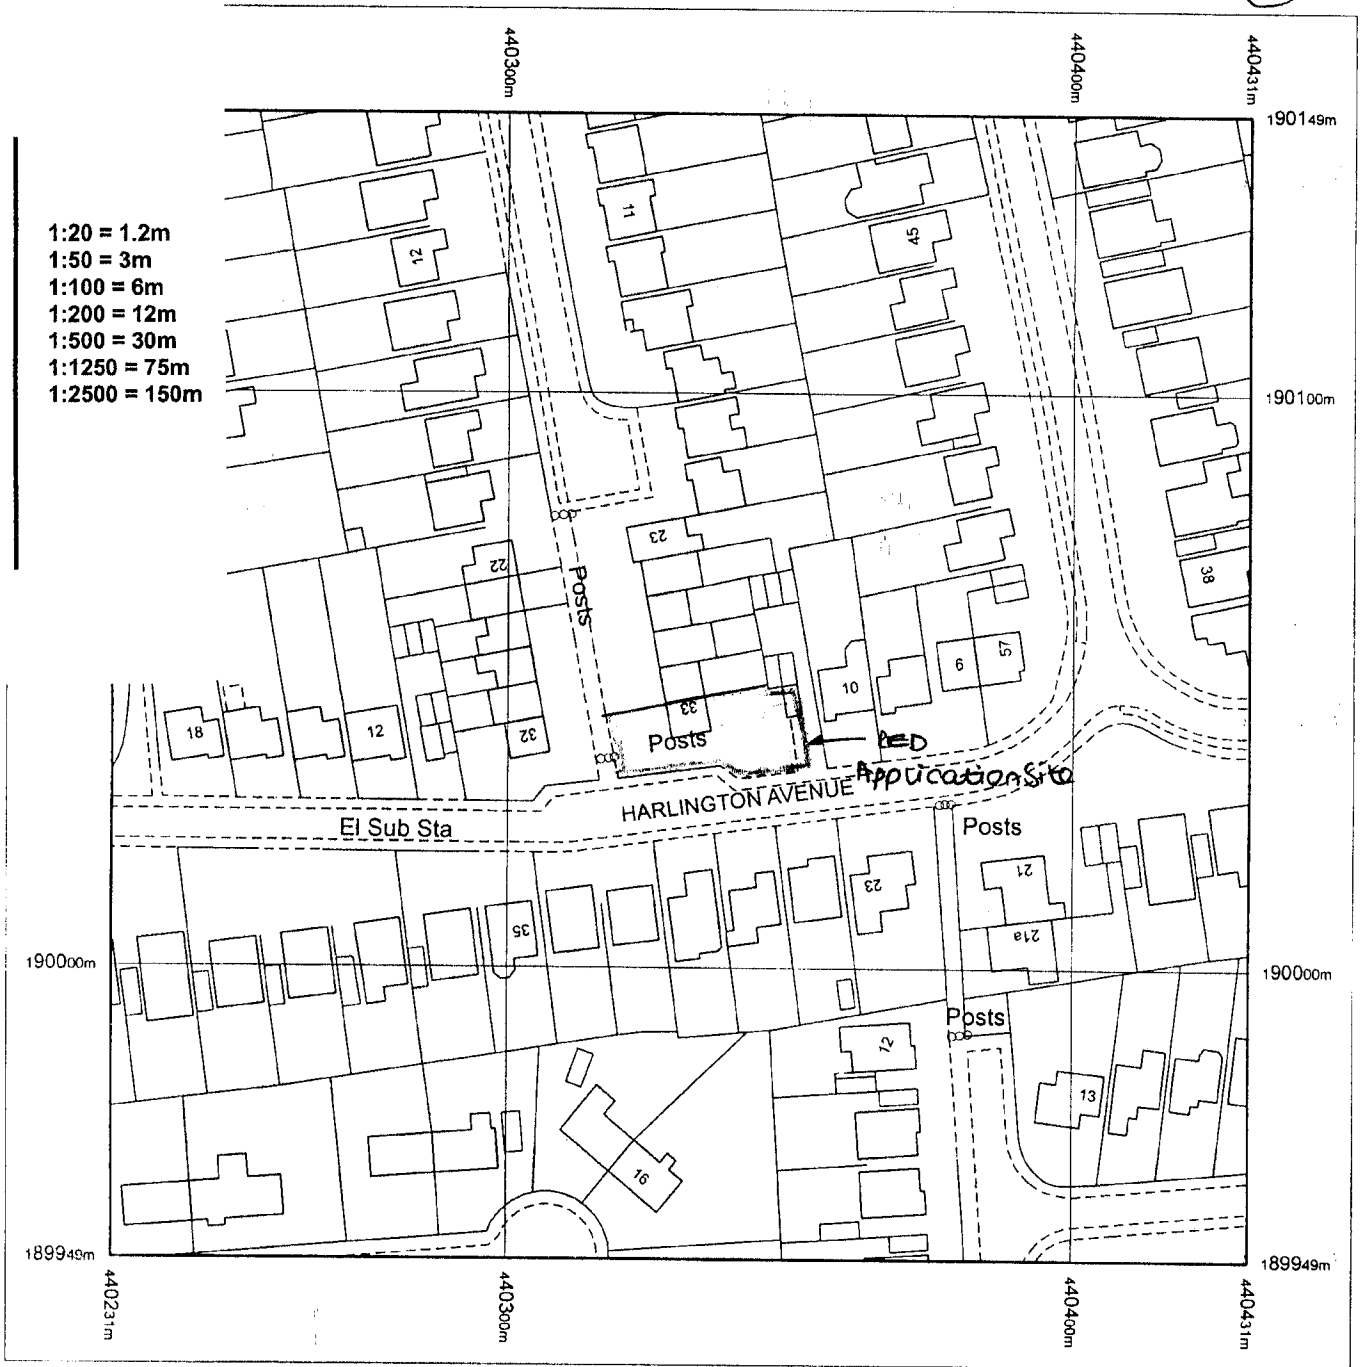 440300m
440400m
440431m
190149m
1:20 = 1.2m
1:50 = 3m
1:100 = 6m
1:200 = 12m
1:500 = 30m
1:1250 = 75m
1:2500 = 150m
11
12
45
190100m
23
22
Posts
38
57
6
10
33
18
12
32
Posts
RED
Application Site
HARLINGTON AVENUE
El Sub Sta
Posts
21
23
35
21a
190000m
190000m
Posts
12
13
16
189949m
189949m
440231m
440300m
440400m
440431m